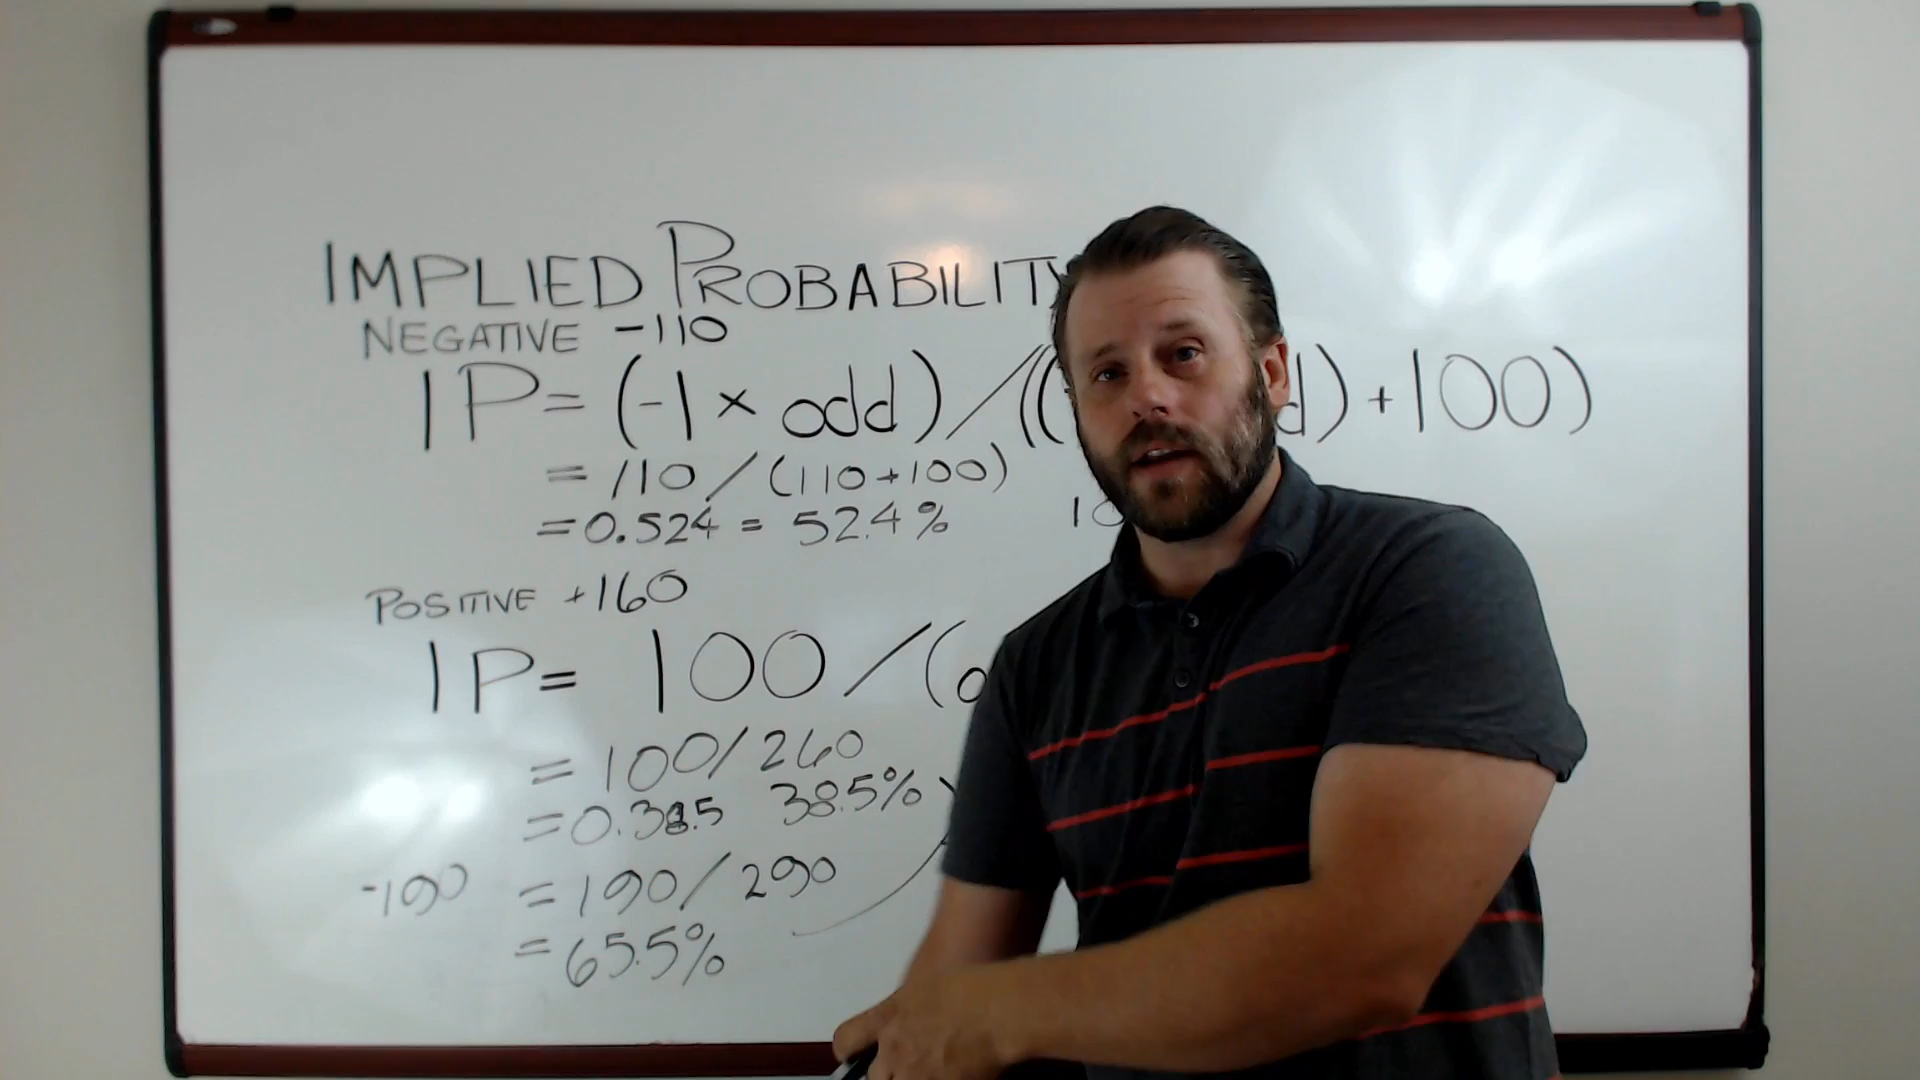 IMPLIED PROBABILITY
NEGATIVE -110
IP = (-1 × odd) / (( d) + 100)
= 110 / (110 + 100)
= 0.524 = 52.4% 10
POSITIVE +160
IP = 100 / (o
= 100/260
= 0.385 38.5%
-190 = 190/290
= 65.5%